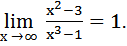 lim x→∞ x²−3 / x³−1 = 1.